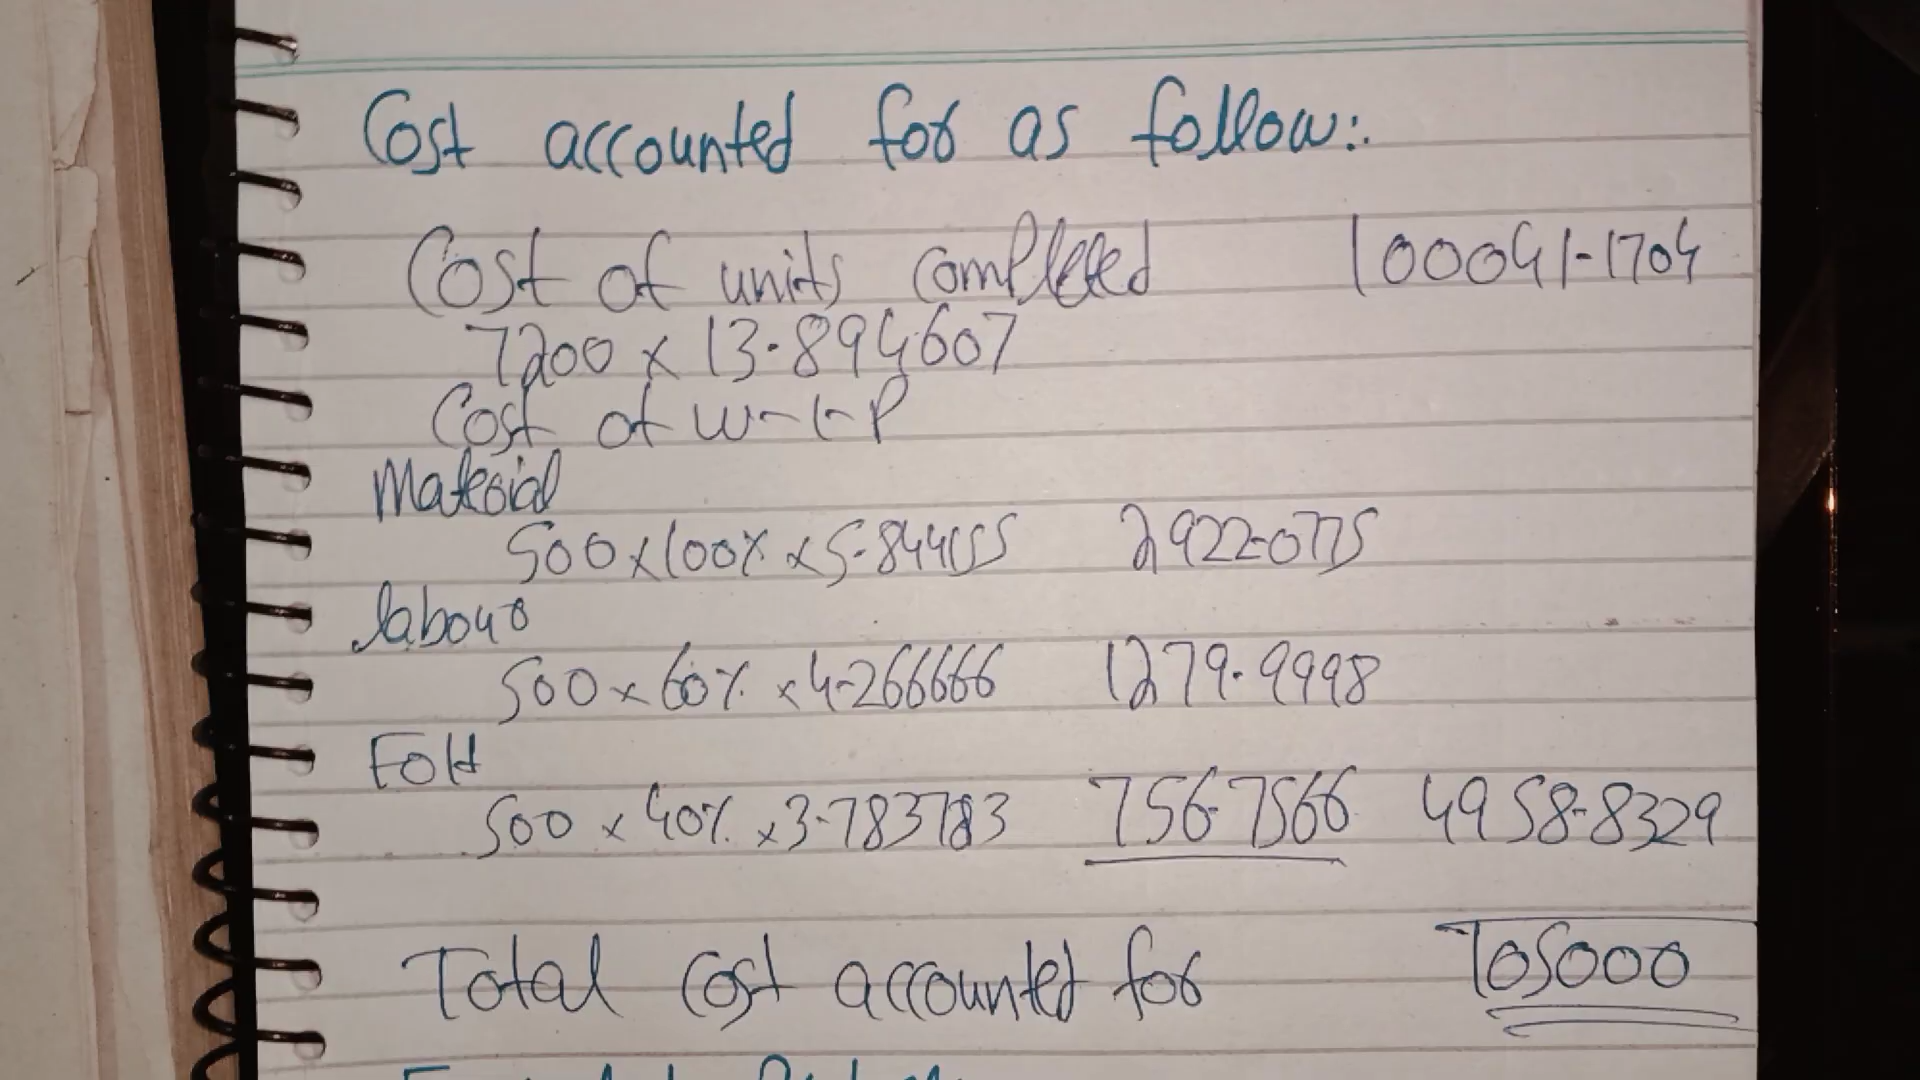 Cost accounted for as follow:.
Cost of units completed 100041-1704
7200 x 13.894607
Cost of W-I-P
Material
500 x 100% x 5.844155 2922-0775
labour
500 x 60% x 4-266666 1279.9998
FOH
500 x 40% x 3-783783 756-7566 4958-8329
Total cost accounted for 105000